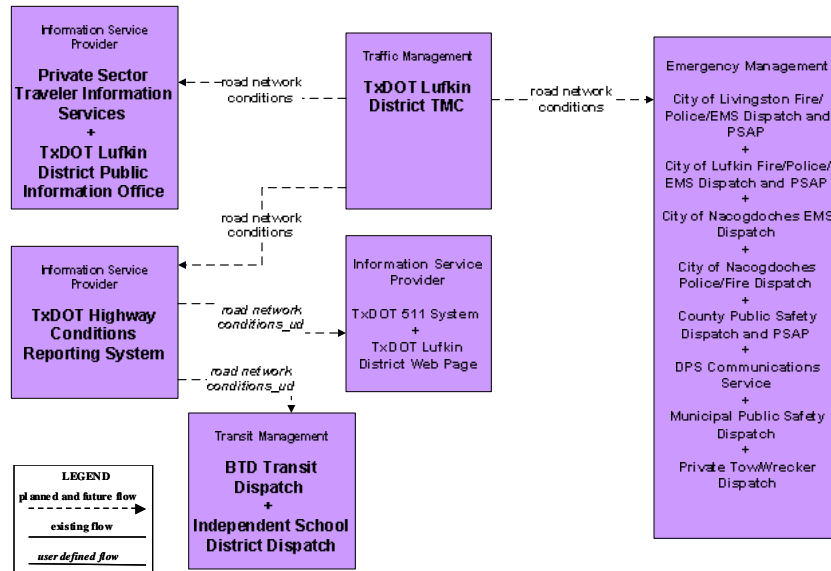 Information Service
Provider
Private Sector
Traveler Information
Services
+
TxDOT Lufkin
District Public
Information Office
road network
conditions
Traffic Management
TxDOT Lufkin
District TMC
road network
conditions
Emergency Management
City of Livingston Fire/
Police/EMS Dispatch and
PSAP
+
City of Lufkin Fire/Police/
EMS Dispatch and PSAP
+
City of Nacogdoches EMS
Dispatch
+
City of Nacogdoches
Police/Fire Dispatch
+
County Public Safety
Dispatch and PSAP
+
DPS Communications
Service
+
Municipal Public Safety
Dispatch
+
Private Tow/Wrecker
Dispatch
road network
conditions
Information Service
Provider
TxDOT Highway
Conditions
Reporting System
road network
conditions_ud
Information Service
Provider
TxDOT 511 System
+
TxDOT Lufkin
District Web Page
road network
conditions_ud
Transit Management
BTD Transit
Dispatch
+
Independent School
District Dispatch
LEGEND
planned and future flow
existing flow
user defined flow